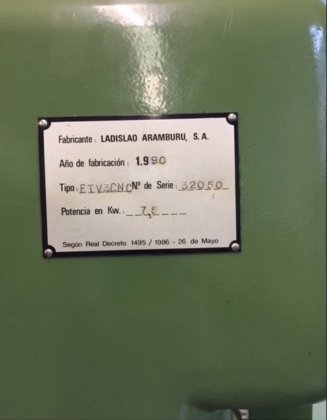 Fabricante: LADISLAO ARAMBURU, S. A.
Año de fabricación: 1.990
Tipo: FTV3CNC Nº de Serie: 32050
Potencia en Kw.: 7,5
Según Real Decreto 1495 / 1986 - 26 de Mayo